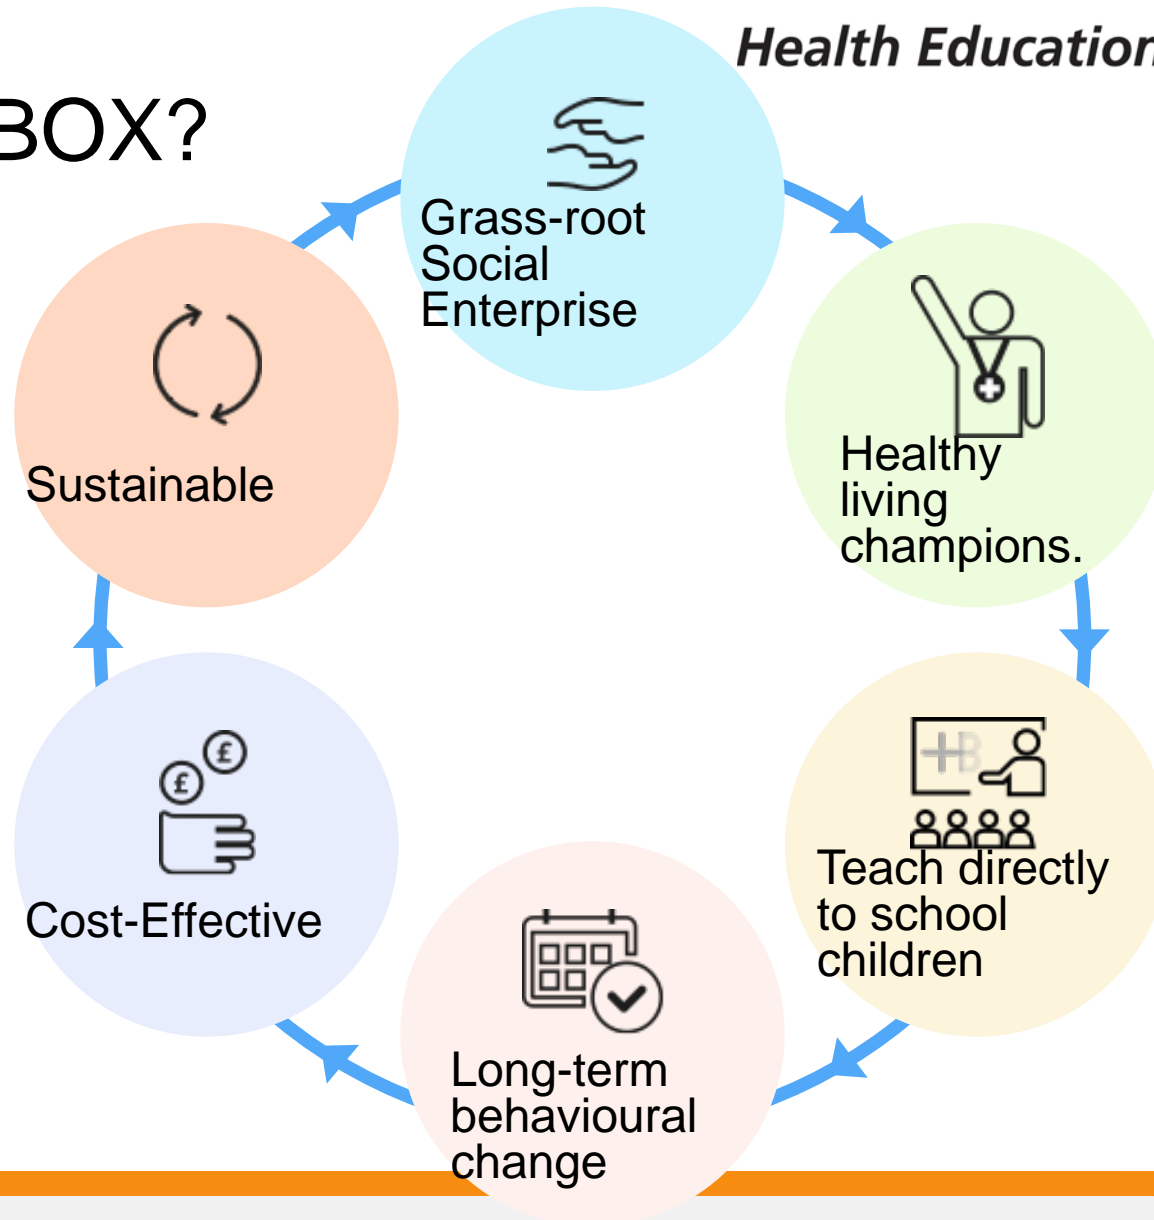 Health Education
BOX?
Grass-root
Social
Enterprise
Healthy
living
champions.
Teach directly
to school
children
Long-term
behavioural
change
Cost-Effective
££
Sustainable
+B